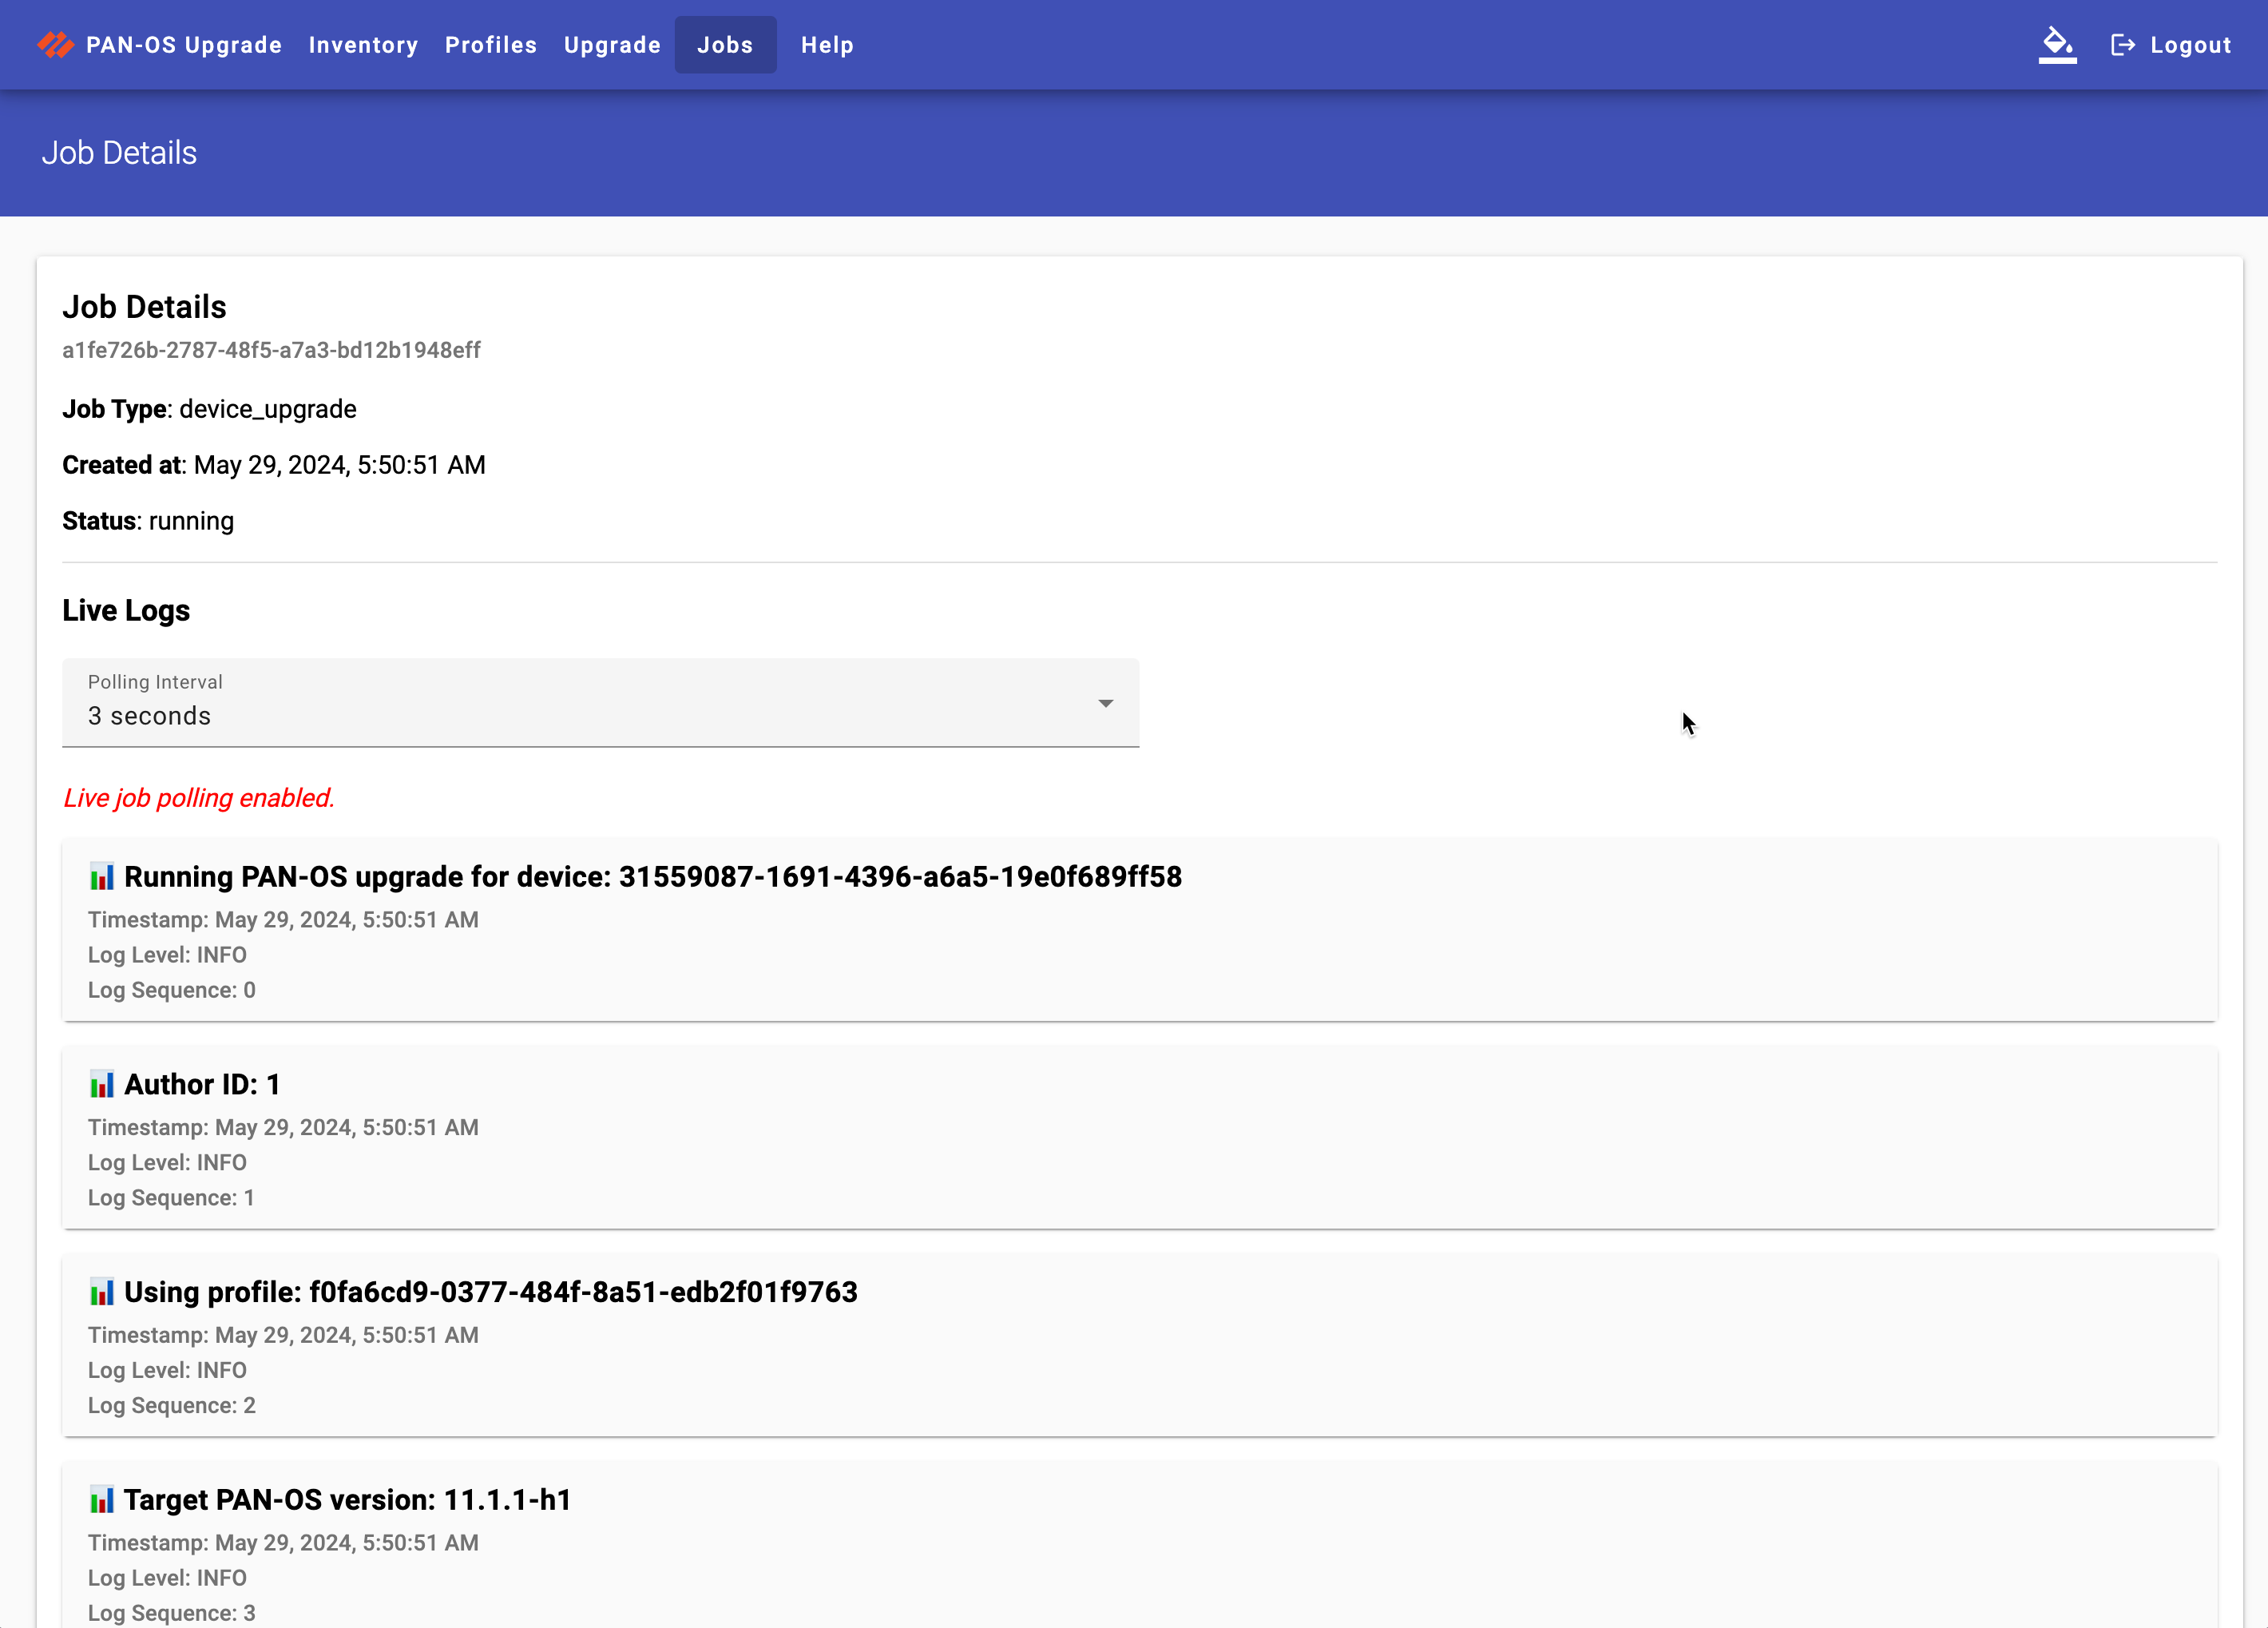 PAN-OS Upgrade Inventory Profiles Upgrade Jobs Help Logout
Job Details
Job Details
a1fe726b-2787-48f5-a7a3-bd12b1948eff
Job Type: device_upgrade
Created at: May 29, 2024, 5:50:51 AM
Status: running
Live Logs
Polling Interval
3 seconds
Live job polling enabled.
Running PAN-OS upgrade for device: 31559087-1691-4396-a6a5-19e0f689ff58
Timestamp: May 29, 2024, 5:50:51 AM
Log Level: INFO
Log Sequence: 0
Author ID: 1
Timestamp: May 29, 2024, 5:50:51 AM
Log Level: INFO
Log Sequence: 1
Using profile: f0fa6cd9-0377-484f-8a51-edb2f01f9763
Timestamp: May 29, 2024, 5:50:51 AM
Log Level: INFO
Log Sequence: 2
Target PAN-OS version: 11.1.1-h1
Timestamp: May 29, 2024, 5:50:51 AM
Log Level: INFO
Log Sequence: 3